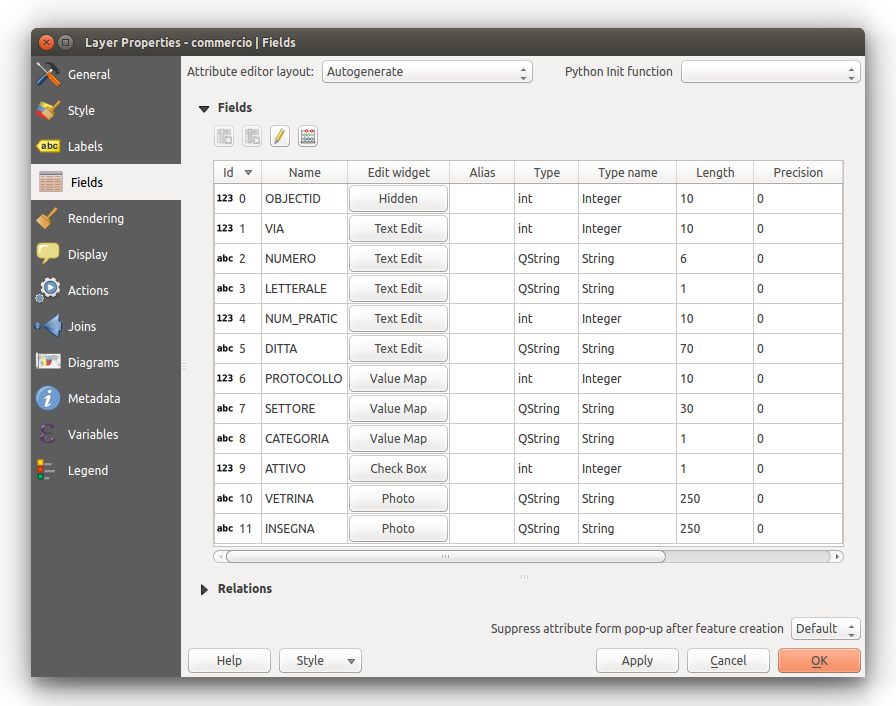 Layer Properties - commercio | Fields
General
Style
abc Labels
Fields
Rendering
Display
Actions
Joins
Diagrams
Metadata
Variables
Legend
Attribute editor layout: Autogenerate Python Init function
Fields
Id Name Edit widget Alias Type Type name Length Precision
123 0 OBJECTID Hidden int Integer 10 0
123 1 VIA Text Edit int Integer 10 0
abc 2 NUMERO Text Edit QString String 6 0
abc 3 LETTERALE Text Edit QString String 1 0
123 4 NUM_PRATIC Text Edit int Integer 10 0
abc 5 DITTA Text Edit QString String 70 0
123 6 PROTOCOLLO Value Map int Integer 10 0
abc 7 SETTORE Value Map QString String 30 0
abc 8 CATEGORIA Value Map QString String 1 0
123 9 ATTIVO Check Box int Integer 1 0
abc 10 VETRINA Photo QString String 250 0
abc 11 INSEGNA Photo QString String 250 0
Relations
Suppress attribute form pop-up after feature creation Default
Help Style Apply Cancel OK